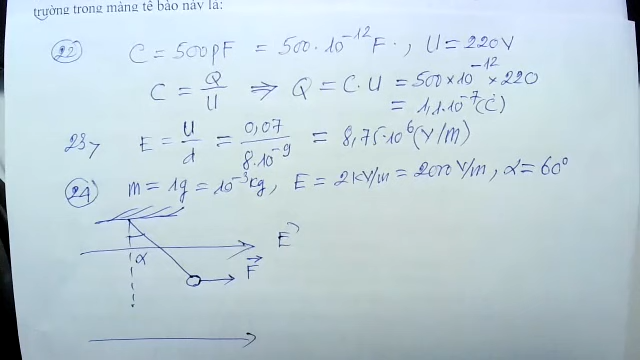 trường trong màng tế bào này là:
22 C = 500pF = 500.10⁻¹²F., U = 220V
C = Q/U ⇒ Q = C.U = 500×10⁻¹²×220
= 1,1.10⁻⁷(C)
23, E = U/d = 0,07/8.10⁻⁹ = 8,75.10⁶(V/m)
24 m = 1g = 10⁻³kg, E = 2kV/m = 2000V/m, α = 60°
E⃗
α
F⃗